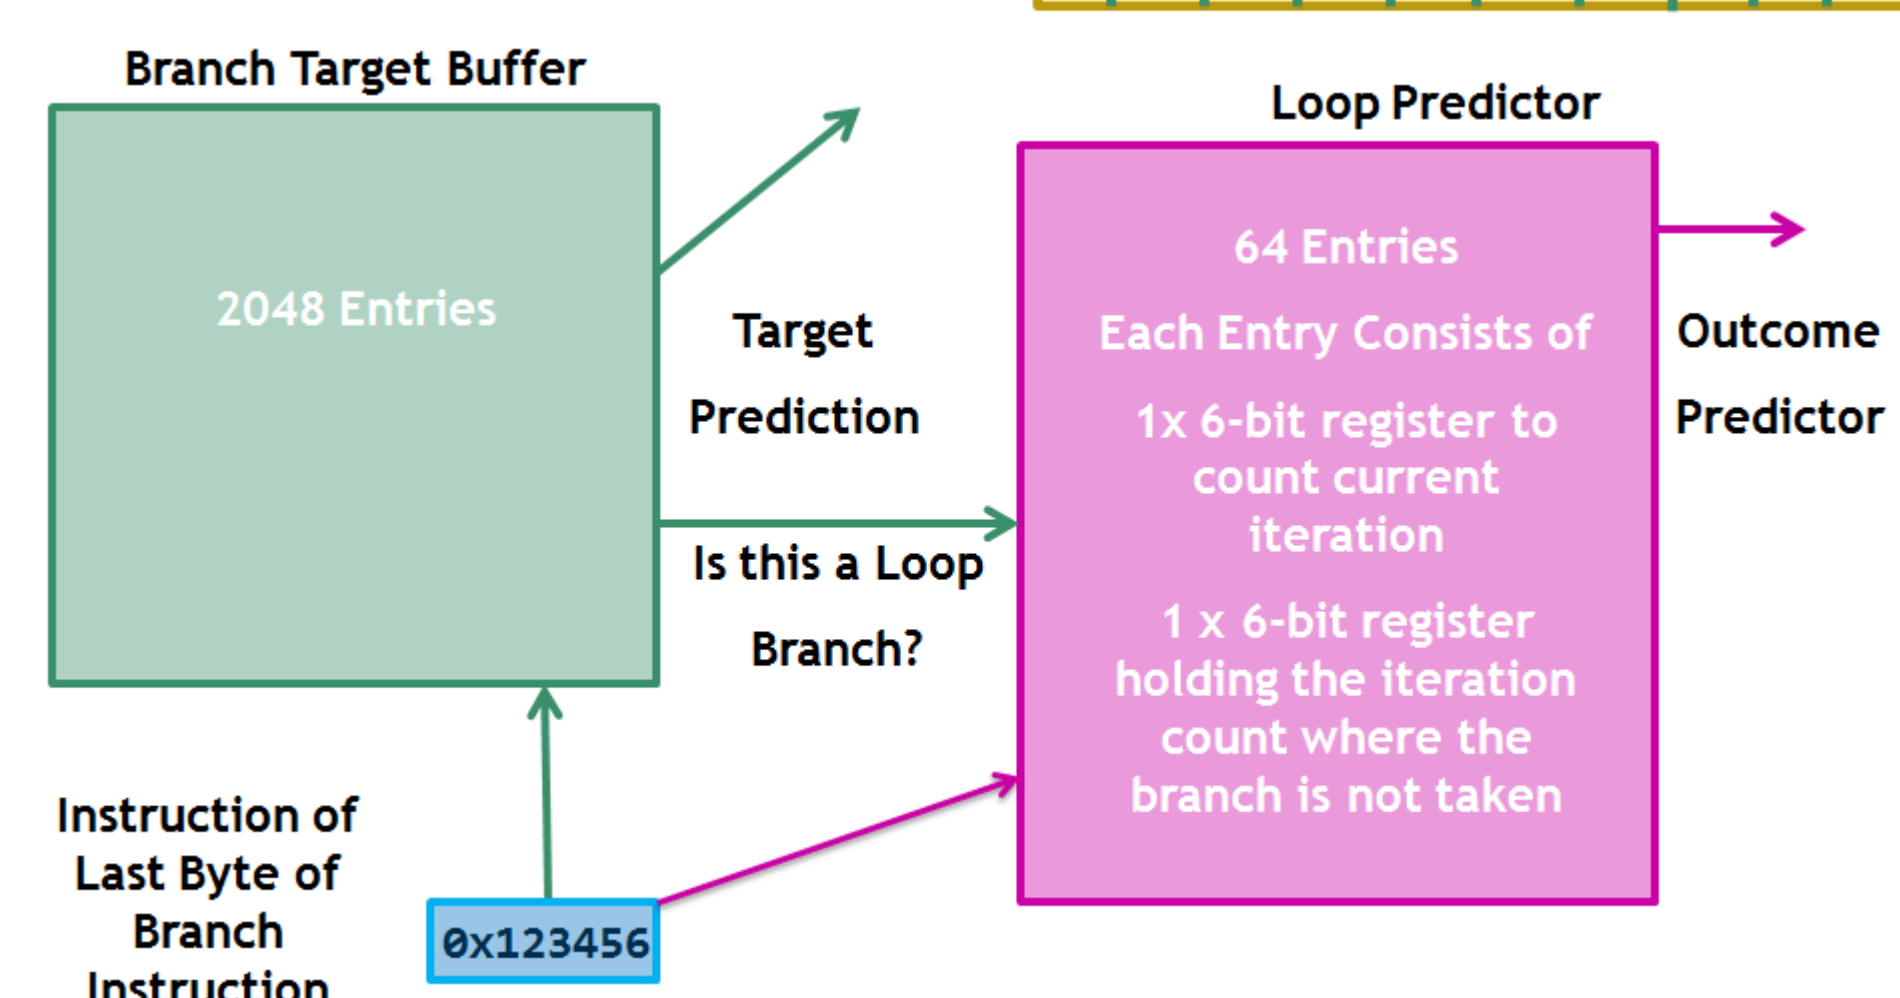 Branch Target Buffer
2048 Entries
Target
Prediction
Is this a Loop
Branch?
Instruction of
Last Byte of
Branch
Instruction
0x123456
Loop Predictor
64 Entries
Each Entry Consists of
1x 6-bit register to
count current
iteration
1 x 6-bit register
holding the iteration
count where the
branch is not taken
Outcome
Predictor